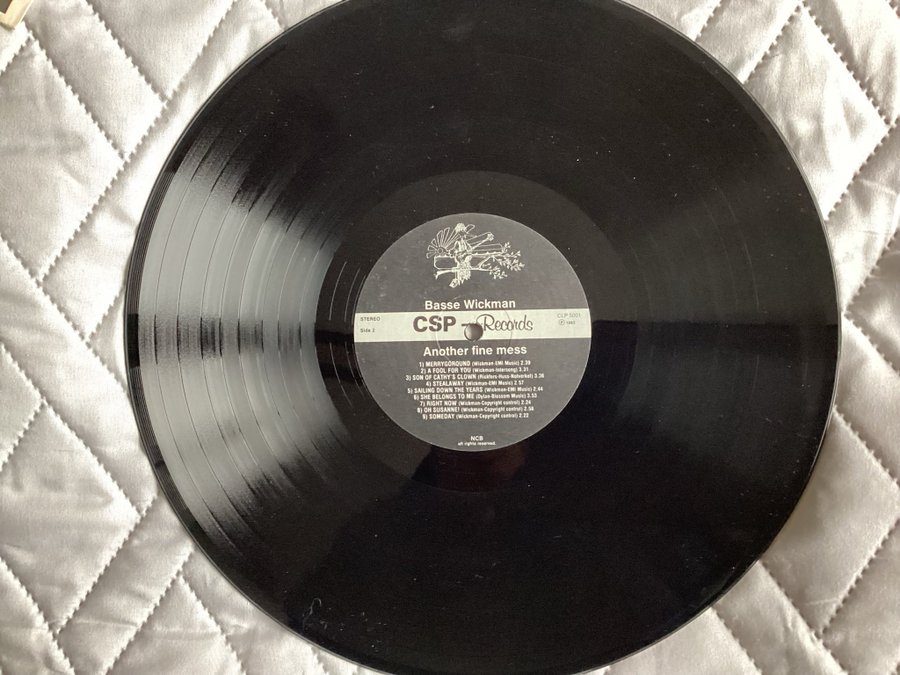 Basse Wickman
STEREO
CLP 5001
Side 2
CSP - Records
℗ 1983
Another fine mess
1) MERRYGOROUND (Wickman-EMI Music) 2.39
2) A FOOL FOR YOU (Wickman-Intersong) 3.31
3) SON OF CATHY'S CLOWN (Rickfors-Huss-Notverket) 3.36
4) STEALAWAY (Wickman-EMI Music) 2.57
5) SAILING DOWN THE YEARS (Wickman-EMI Music) 2.44
6) SHE BELONGS TO ME (Dylan-Blossom Music) 3.53
7) RIGHT NOW (Wickman-Copyright control) 2.24
8) OH SUSANNE! (Wickman-Copyright control) 2.56
9) SOMEDAY (Wickman-Copyright control) 2.22
NCB
all rights reserved.